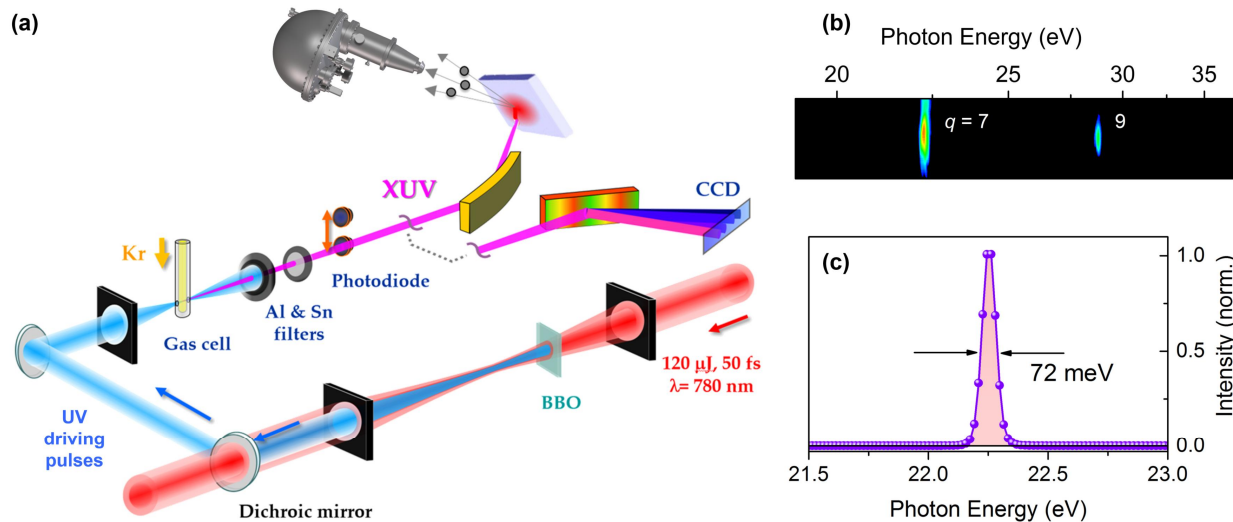 (a)
XUV
CCD
Kr
Photodiode
Al & Sn
filters
Gas cell
120 µJ, 50 fs
λ= 780 nm
BBO
UV
driving
pulses
Dichroic mirror
(b)
Photon Energy (eV)
20 25 30 35
q = 7 9
(c)
1.0
0.5
0.0
72 meV
Intensity (norm.)
21.5 22.0 22.5 23.0
Photon Energy (eV)